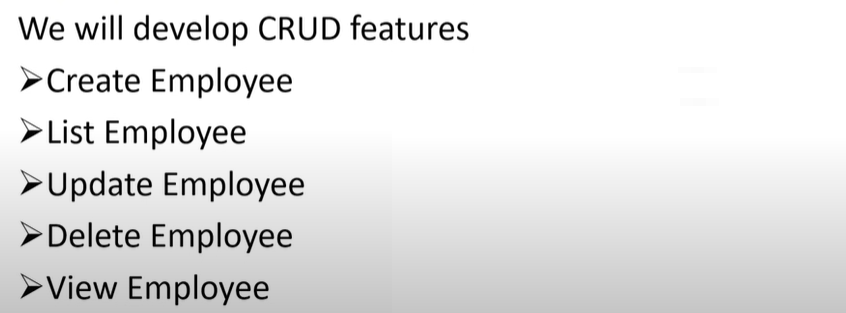 We will develop CRUD features
➢Create Employee
➢List Employee
➢Update Employee
➢Delete Employee
➢View Employee